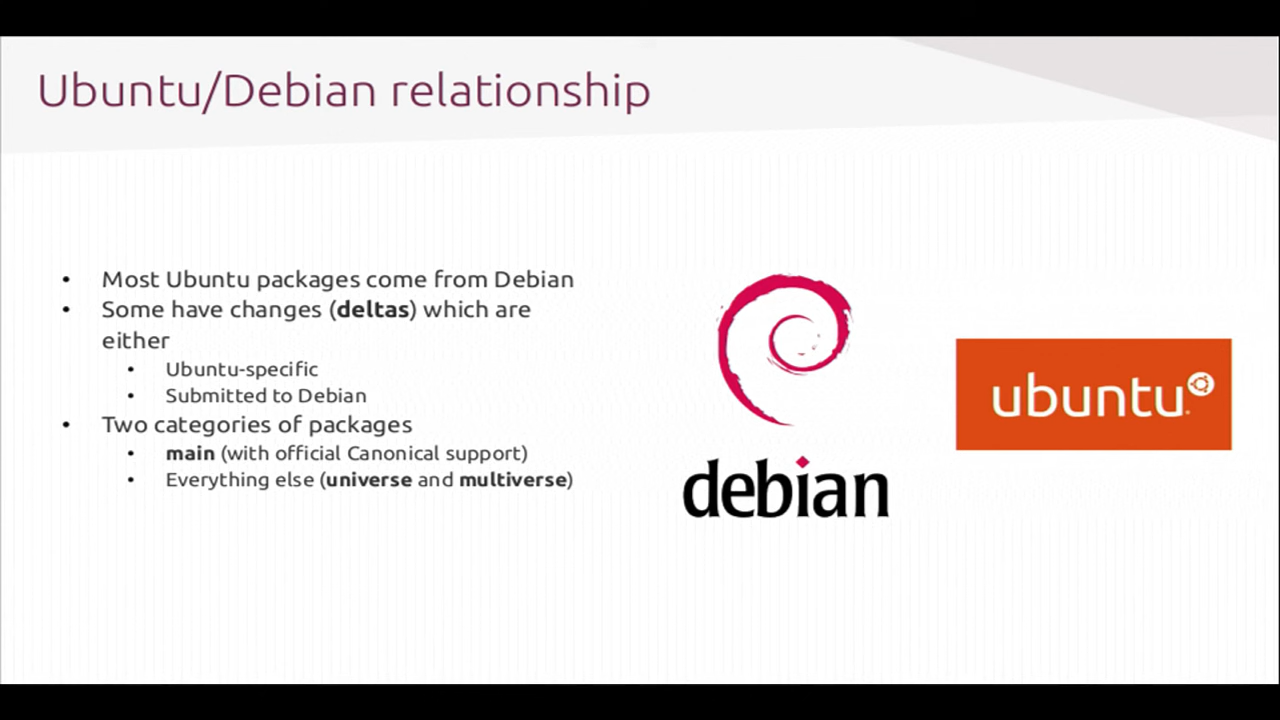 Ubuntu/Debian relationship
• Most Ubuntu packages come from Debian
• Some have changes (deltas) which are
either
• Ubuntu-specific
• Submitted to Debian
• Two categories of packages
• main (with official Canonical support)
• Everything else (universe and multiverse)
debian
ubuntu